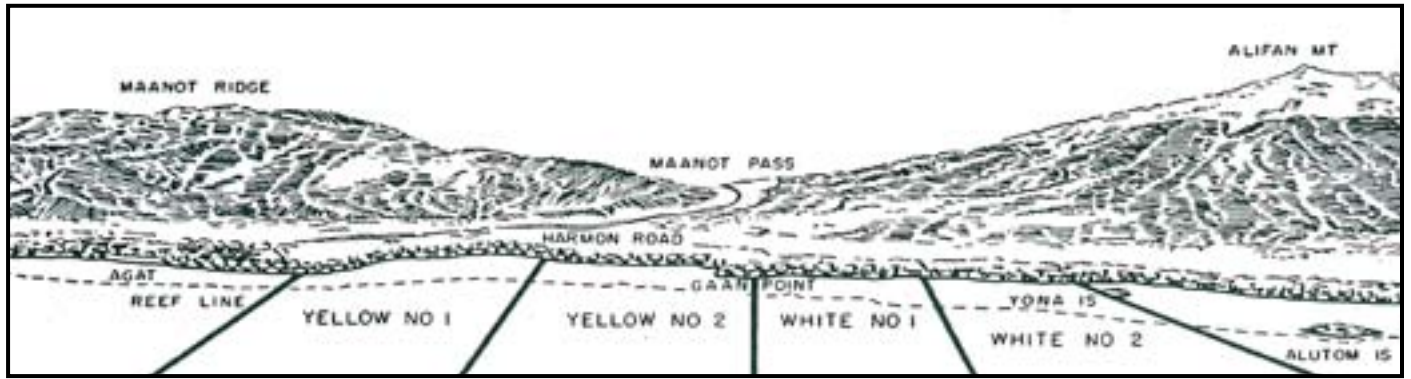 ALIFAN MT
MAANOT RIDGE
MAANOT PASS
HARMON ROAD
AGAT
REEF LINE
GAAN POINT
YONA IS
YELLOW NO 1
YELLOW NO 2
WHITE NO 1
WHITE NO 2
ALUTOM IS